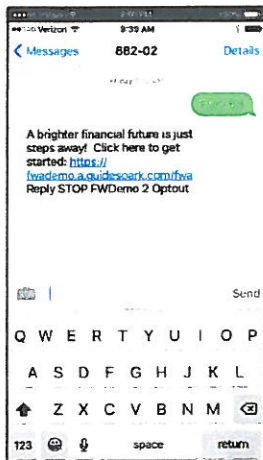 Verizon
9:39 AM
Messages
882-02
Details
A brighter financial future is just
steps away! Click here to get
started: https://
fwademo.a.guidespark.com/fwa
Reply STOP FWDemo 2 Optout
Send
Q W E R T Y U I O P
A S D F G H J K L
Z X C V B N M
123
space
return